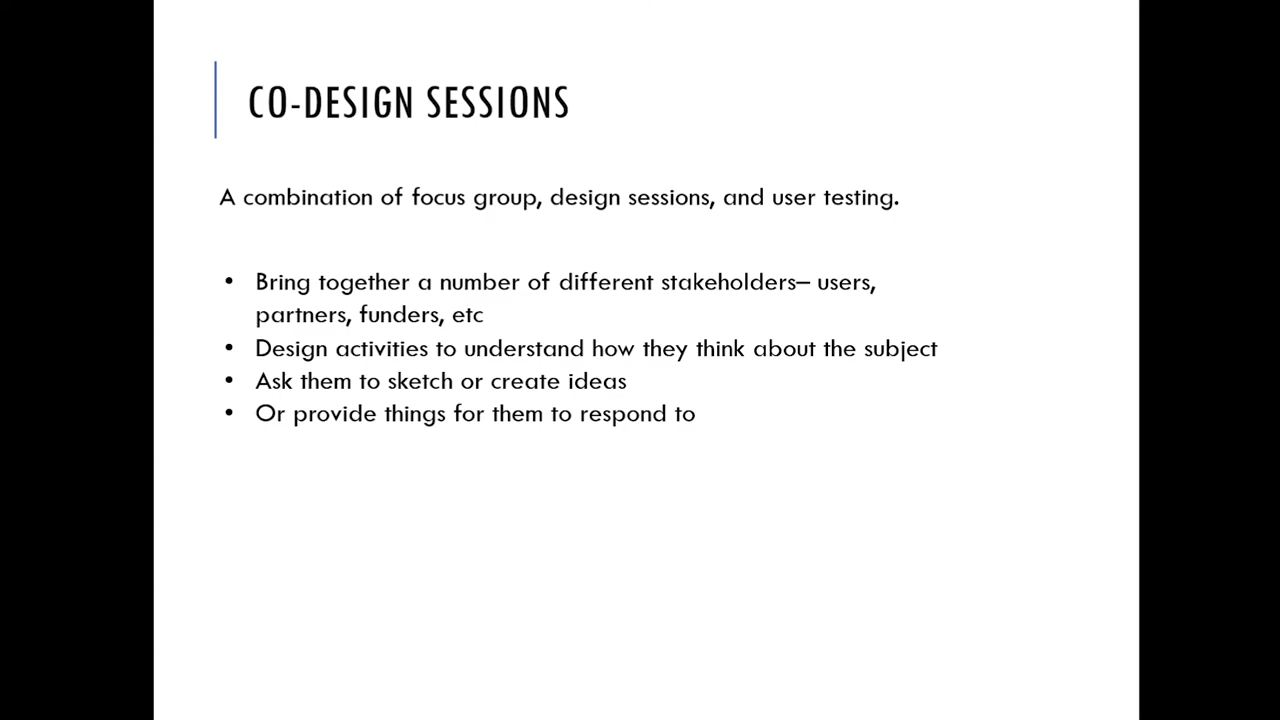 CO-DESIGN SESSIONS
A combination of focus group, design sessions, and user testing.
• Bring together a number of different stakeholders– users,
partners, funders, etc
• Design activities to understand how they think about the subject
• Ask them to sketch or create ideas
• Or provide things for them to respond to